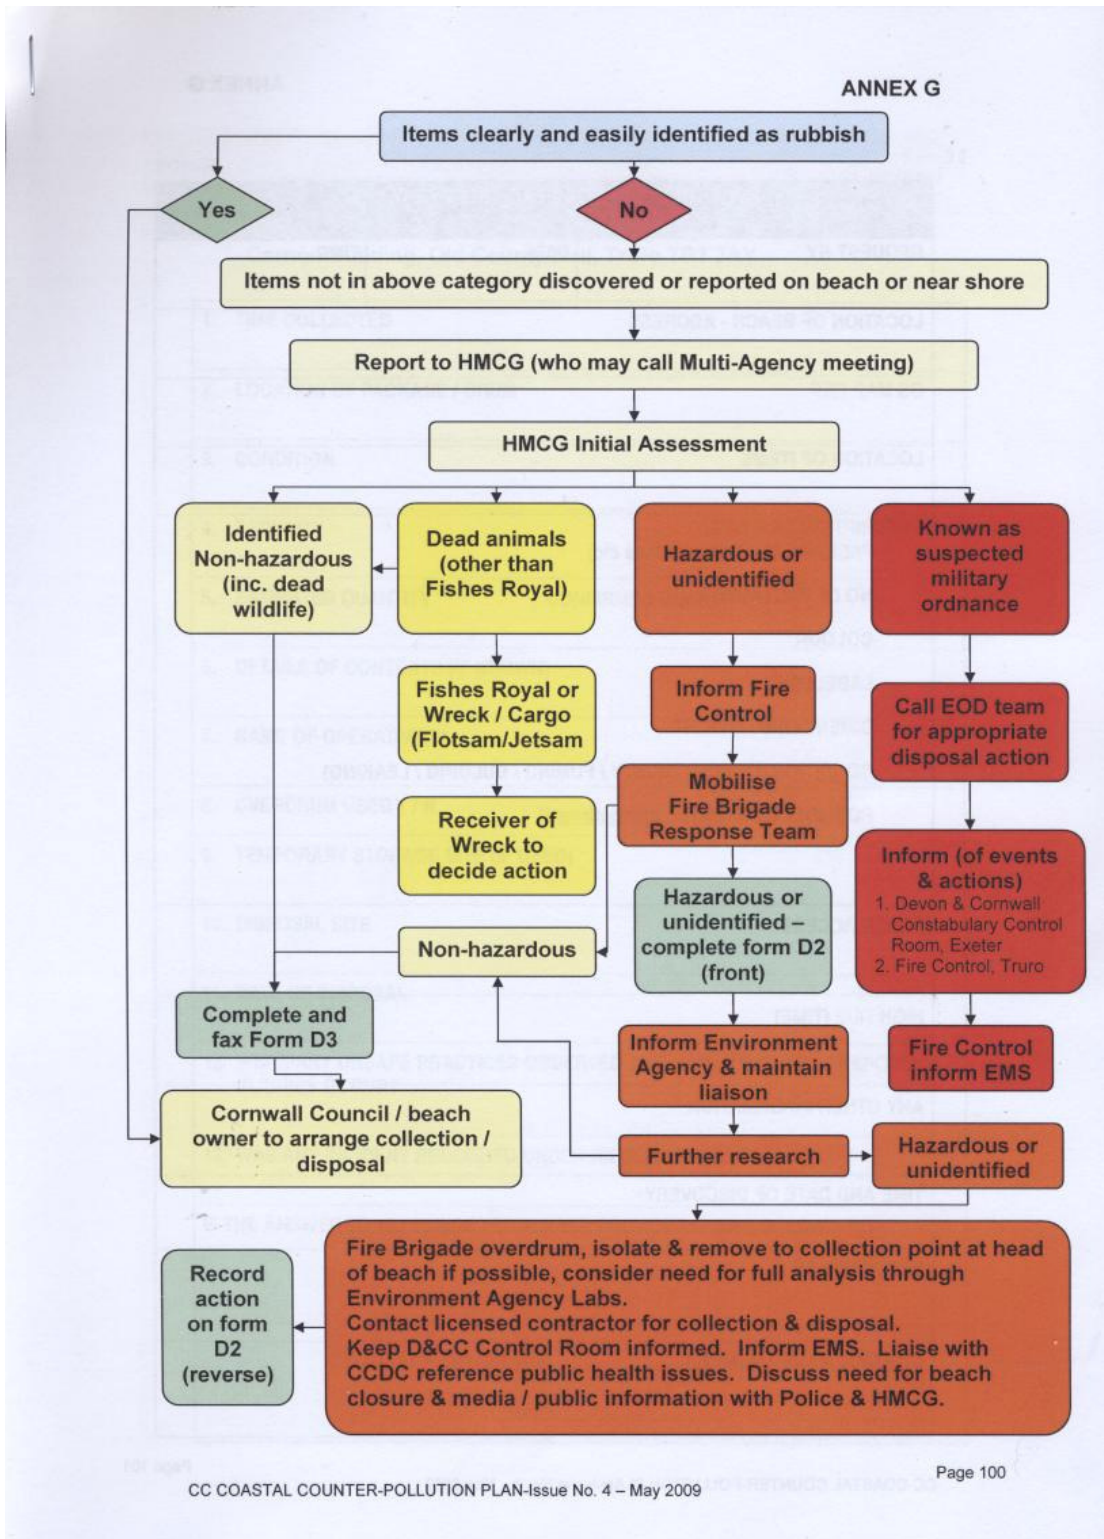 ANNEX G
Items clearly and easily identified as rubbish
Yes
No
Items not in above category discovered or reported on beach or near shore
Report to HMCG (who may call Multi-Agency meeting)
HMCG Initial Assessment
Identified
Non-hazardous
(inc. dead
wildlife)
Dead animals
(other than
Fishes Royal)
Hazardous or
unidentified
Known as
suspected
military
ordnance
Fishes Royal or
Wreck / Cargo
(Flotsam/Jetsam
Inform Fire
Control
Call EOD team
for appropriate
disposal action
Mobilise
Fire Brigade
Response Team
Receiver of
Wreck to
decide action
Inform (of events
& actions)
1. Devon & Cornwall
Constabulary Control
Room, Exeter
2. Fire Control, Truro
Hazardous or
unidentified –
complete form D2
(front)
Non-hazardous
Complete and
fax Form D3
Inform Environment
Agency & maintain
liaison
Fire Control
inform EMS
Cornwall Council / beach
owner to arrange collection /
disposal
Further research
Hazardous or
unidentified
Fire Brigade overdrum, isolate & remove to collection point at head
of beach if possible, consider need for full analysis through
Environment Agency Labs.
Contact licensed contractor for collection & disposal.
Keep D&CC Control Room informed. Inform EMS. Liaise with
CCDC reference public health issues. Discuss need for beach
closure & media / public information with Police & HMCG.
Record
action
on form
D2
(reverse)
Page 100
CC COASTAL COUNTER-POLLUTION PLAN-Issue No. 4 – May 2009